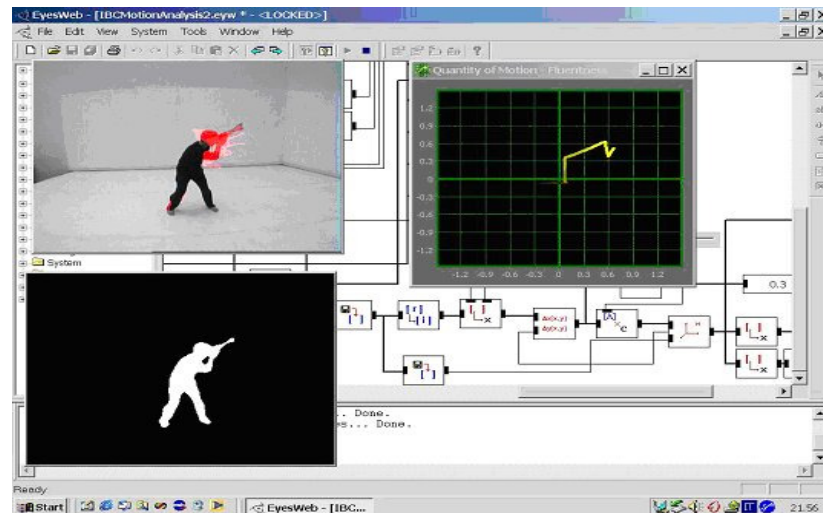 EyesWeb - [IBCMotionAnalysis2.eyw * - <LOCKED>]
File Edit View System Tools Window Help
Quantity of Motion - Fluentness
1.2
0.9
0.6
0.3
0
-0.3
-0.6
-0.9
-1.2
-1.2 -0.9 -0.6 -0.3 0 0.3 0.6 0.9 1.2
System
0.3
.. Done.
es... Done.
Ready
Start
EyesWeb - [IBC...
21.56